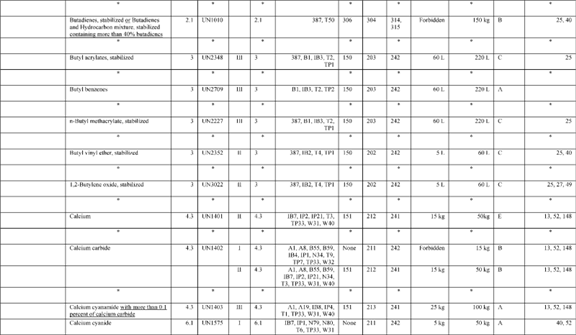 Butadienes, stabilized or Butadienes and Hydrocarbon mixture, stabilized containing more than 40% butadienes 2.1 UN1010 2.1 387, T50 306 304 314, 315 Forbidden 150 kg B 25, 40
* * * * * * *
Butyl acrylates, stabilized 3 UN2348 III 3 387, B1, IB3, T2, TP1 150 203 242 60 L 220 L C 25
* * * * * * *
Butyl benzenes 3 UN2709 III 3 B1, IB3, T2, TP2 150 203 242 60 L 220 L A
* * * * * * *
n-Butyl methacrylate, stabilized 3 UN2227 III 3 387, B1, IB3, T2, TP1 150 203 242 60 L 220 L C 25
* * * * * * *
Butyl vinyl ether, stabilized 3 UN2352 II 3 387, IB2, T4, TP1 150 202 242 5 L 60 L C 25, 40
* * * * * * *
1,2-Butylene oxide, stabilized 3 UN3022 II 3 387, IB2, T4, TP1 150 202 242 5 L 60 L C 25, 27, 49
* * * * * * *
Calcium 4.3 UN1401 II 4.3 IB7, IP2, IP21, T3, TP33, W31, W40 151 212 241 15 kg 50kg E 13, 52, 148
* * * * * * *
Calcium carbide 4.3 UN1402 I 4.3 A1, A8, B55, B59, IB4, IP1, N34, T9, TP7, TP33, W32 None 211 242 Forbidden 15 kg B 13, 52, 148
II 4.3 A1, A8, B55, B59, IB7, IP2, IP21, N34, T3, TP33, W31, W40 151 212 241 15 kg 50 kg B 13, 52, 148
* * * * * * *
Calcium cyanamide with more than 0.1 percent of calcium carbide 4.3 UN1403 III 4.3 A1, A19, IB8, IP4, T1, TP33, W31, W40 151 213 241 25 kg 100 kg A 13, 52, 148
Calcium cyanide 6.1 UN1575 I 6.1 IB7, IP1, N79, N80, T6, TP33, W31 None 211 242 5 kg 50 kg A 40, 52